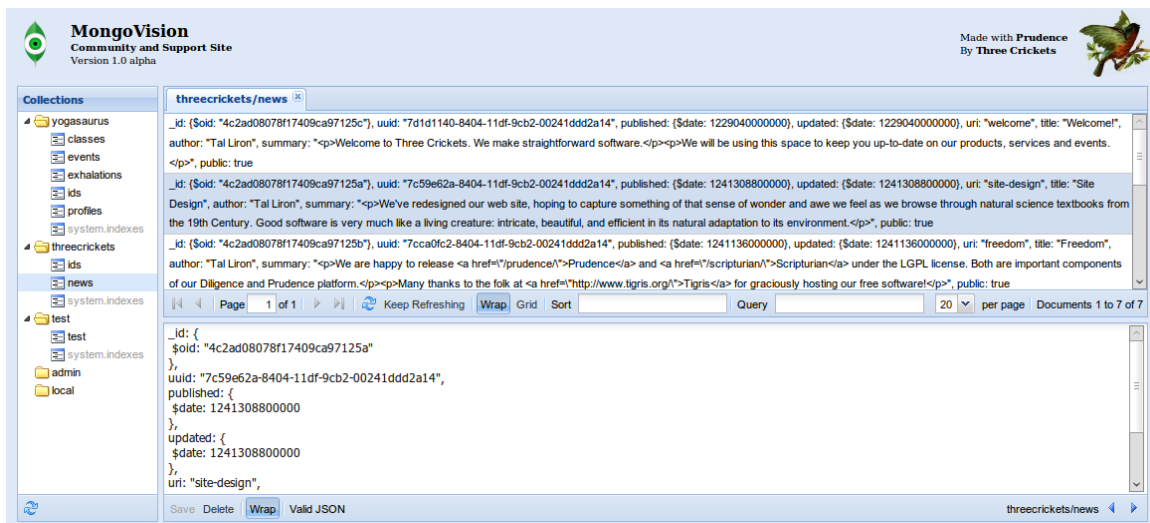 MongoVision
Community and Support Site
Version 1.0 alpha
Made with Prudence
By Three Crickets
Collections
yogasaurus
classes
events
exhalations
ids
profiles
system.indexes
threecrickets
ids
news
system.indexes
test
test
system.indexes
admin
local
threecrickets/news
_id: {$oid: "4c2ad08078f17409ca97125c"}, uuid: "7d1d1140-8404-11df-9cb2-00241ddd2a14", published: {$date: 1229040000000}, updated: {$date: 1229040000000}, uri: "welcome", title: "Welcome!",
author: "Tal Liron", summary: "<p>Welcome to Three Crickets. We make straightforward software.</p><p>We will be using this space to keep you up-to-date on our products, services and events.
</p>", public: true
_id: {$oid: "4c2ad08078f17409ca97125a"}, uuid: "7c59e62a-8404-11df-9cb2-00241ddd2a14", published: {$date: 1241308800000}, updated: {$date: 1241308800000}, uri: "site-design", title: "Site
Design", author: "Tal Liron", summary: "<p>We've redesigned our web site, hoping to capture something of that sense of wonder and awe we feel as we browse through natural science textbooks from
the 19th Century. Good software is very much like a living creature: intricate, beautiful, and efficient in its natural adaptation to its environment.</p>", public: true
_id: {$oid: "4c2ad08078f17409ca97125b"}, uuid: "7cca0fc2-8404-11df-9cb2-00241ddd2a14", published: {$date: 1241136000000}, updated: {$date: 1241136000000}, uri: "freedom", title: "Freedom",
author: "Tal Liron", summary: "<p>We are happy to release <a href=\"/prudence/\">Prudence</a> and <a href=\"/scripturian/\">Scripturian</a> under the LGPL license. Both are important components
of our Diligence and Prudence platform.</p><p>Many thanks to the folk at <a href=\"http://www.tigris.org/\">Tigris</a> for graciously hosting our free software!</p>", public: true
Page 1 of 1 Keep Refreshing Wrap Grid Sort Query 20 per page Documents 1 to 7 of 7
_id: {
$oid: "4c2ad08078f17409ca97125a"
},
uuid: "7c59e62a-8404-11df-9cb2-00241ddd2a14",
published: {
$date: 1241308800000
},
updated: {
$date: 1241308800000
},
uri: "site-design",
Save Delete Wrap Valid JSON threecrickets/news